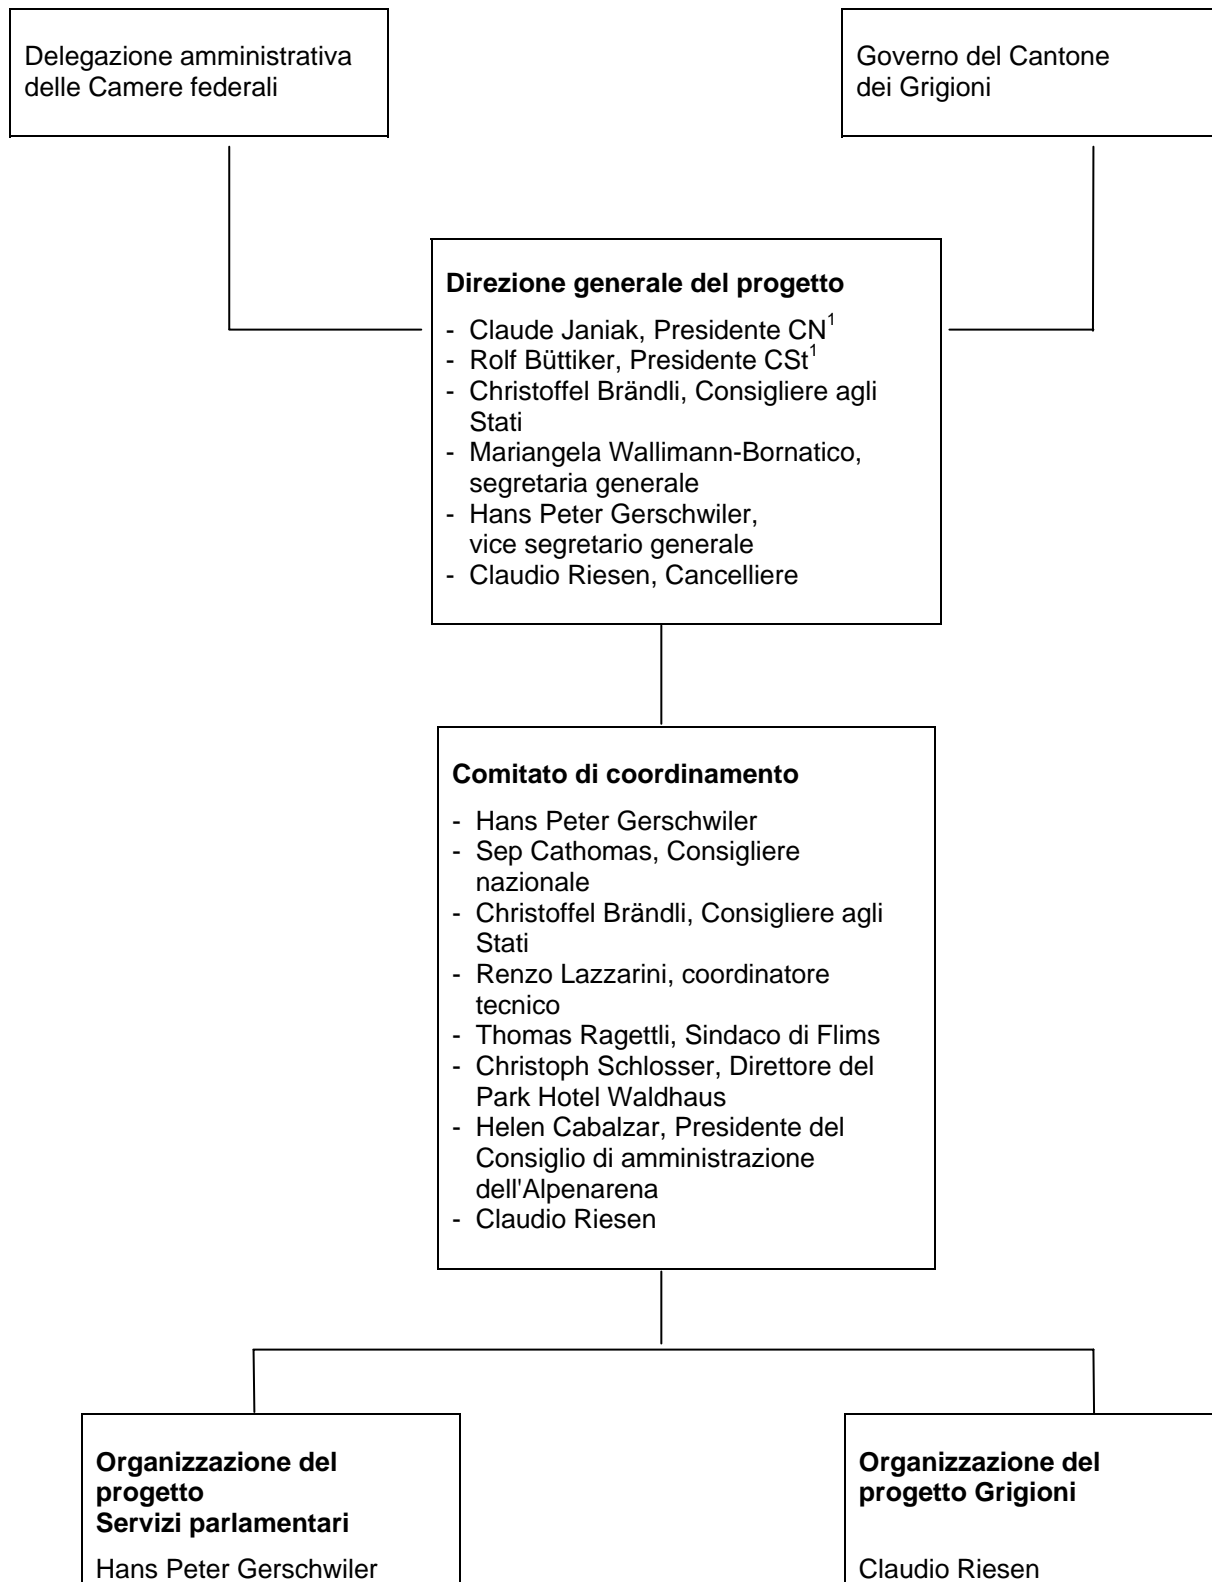 Delegazione amministrativa
delle Camere federali
Governo del Cantone
dei Grigioni
Direzione generale del progetto
- Claude Janiak, Presidente CN¹
- Rolf Büttiker, Presidente CSt¹
- Christoffel Brändli, Consigliere agli
Stati
- Mariangela Wallimann-Bornatico,
segretaria generale
- Hans Peter Gerschwiler,
vice segretario generale
- Claudio Riesen, Cancelliere
Comitato di coordinamento
- Hans Peter Gerschwiler
- Sep Cathomas, Consigliere
nazionale
- Christoffel Brändli, Consigliere agli
Stati
- Renzo Lazzarini, coordinatore
tecnico
- Thomas Ragettli, Sindaco di Flims
- Christoph Schlosser, Direttore del
Park Hotel Waldhaus
- Helen Cabalzar, Presidente del
Consiglio di amministrazione
dell'Alpenarena
- Claudio Riesen
Organizzazione del
progetto
Servizi parlamentari
Hans Peter Gerschwiler
Organizzazione del
progetto Grigioni
Claudio Riesen